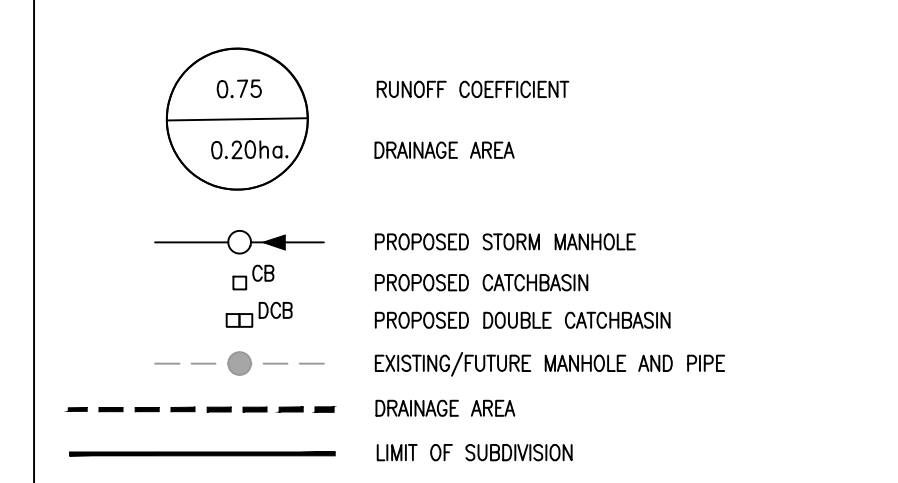 0.75 RUNOFF COEFFICIENT
0.20ha. DRAINAGE AREA
PROPOSED STORM MANHOLE
CB PROPOSED CATCHBASIN
DCB PROPOSED DOUBLE CATCHBASIN
EXISTING/FUTURE MANHOLE AND PIPE
DRAINAGE AREA
LIMIT OF SUBDIVISION